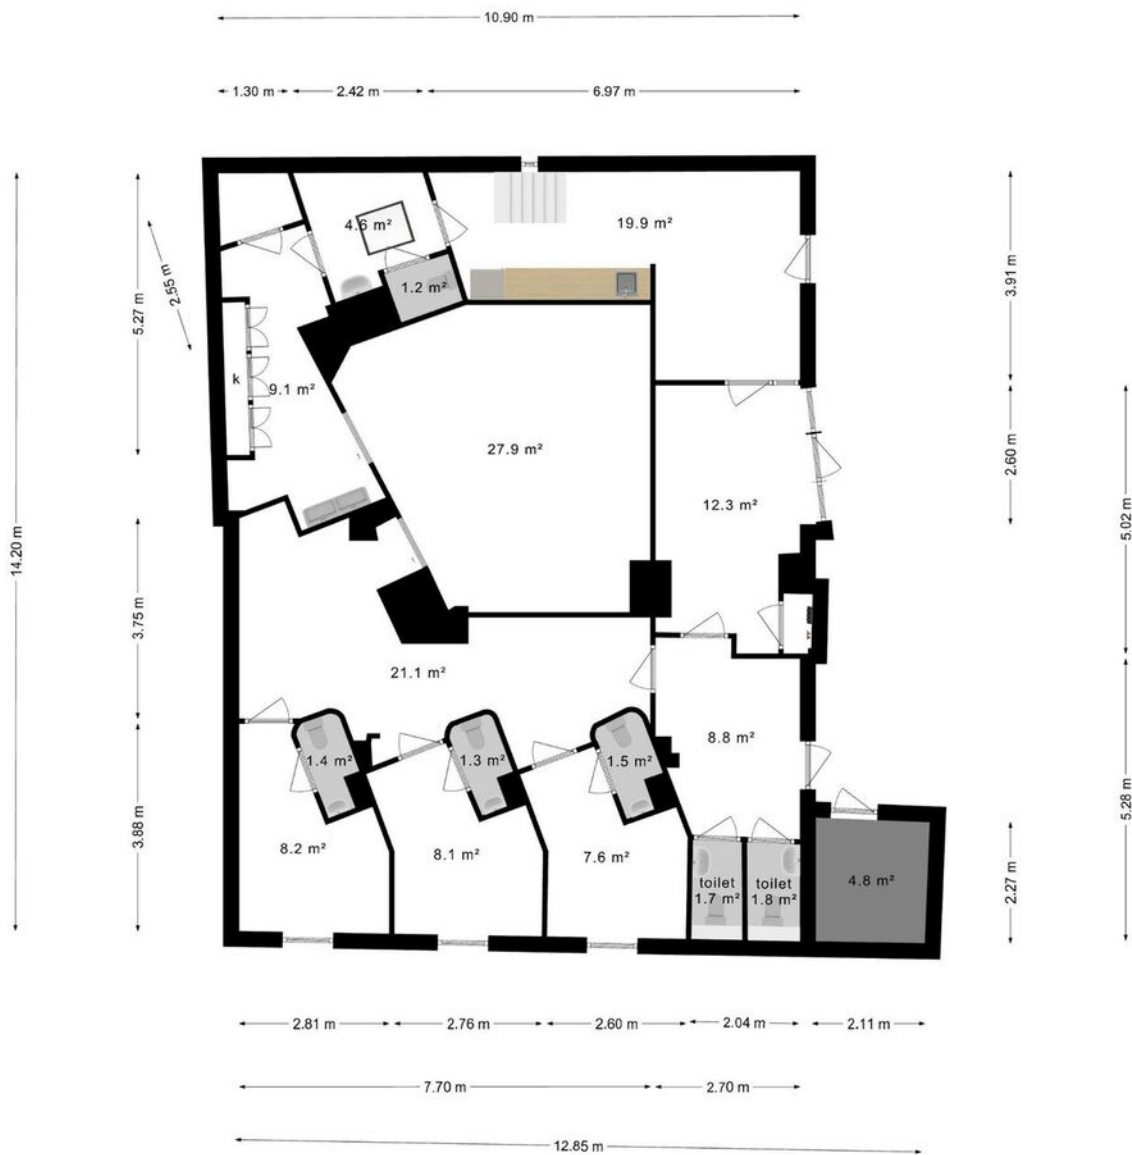 10.90 m
1.30 m
2.42 m
6.97 m
14.20 m
5.27 m
2.55 m
3.75 m
3.88 m
3.91 m
2.60 m
5.02 m
5.28 m
2.27 m
4.6 m²
19.9 m²
1.2 m²
k
9.1 m²
27.9 m²
12.3 m²
21.1 m²
8.8 m²
1.4 m²
1.3 m²
1.5 m²
8.2 m²
8.1 m²
7.6 m²
toilet
1.7 m²
toilet
1.8 m²
4.8 m²
2.81 m
2.76 m
2.60 m
2.04 m
2.11 m
7.70 m
2.70 m
12.85 m